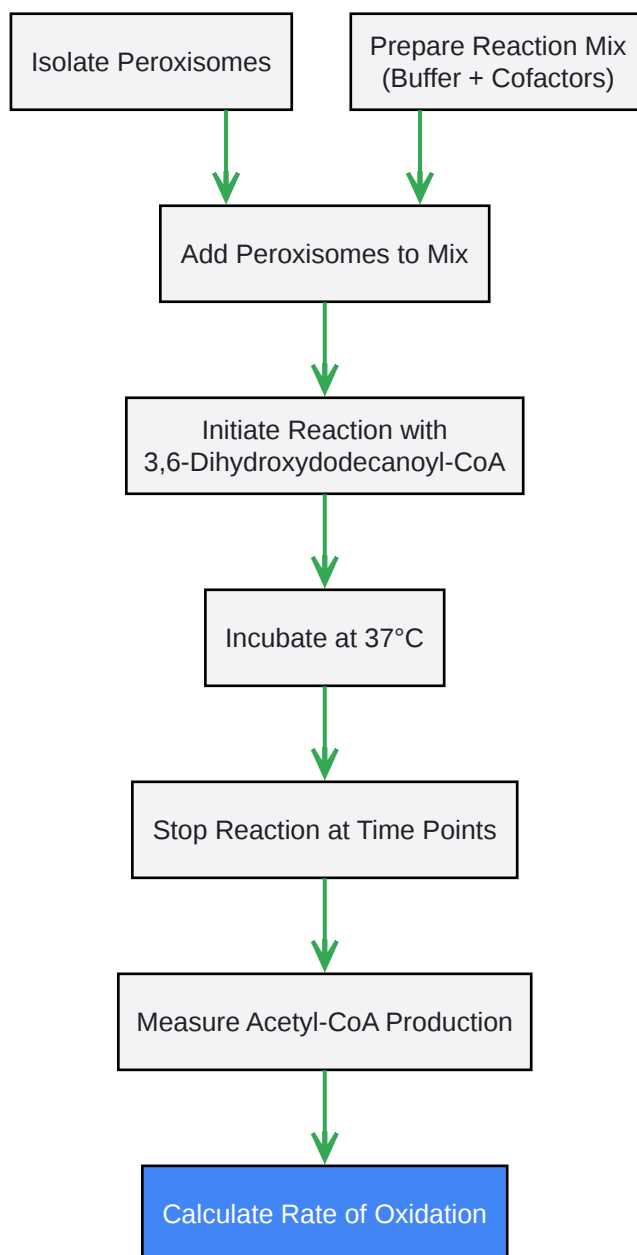 Isolate Peroxisomes
Prepare Reaction Mix
(Buffer + Cofactors)
Add Peroxisomes to Mix
Initiate Reaction with
3,6-Dihydroxydodecanoyl-CoA
Incubate at 37°C
Stop Reaction at Time Points
Measure Acetyl-CoA Production
Calculate Rate of Oxidation